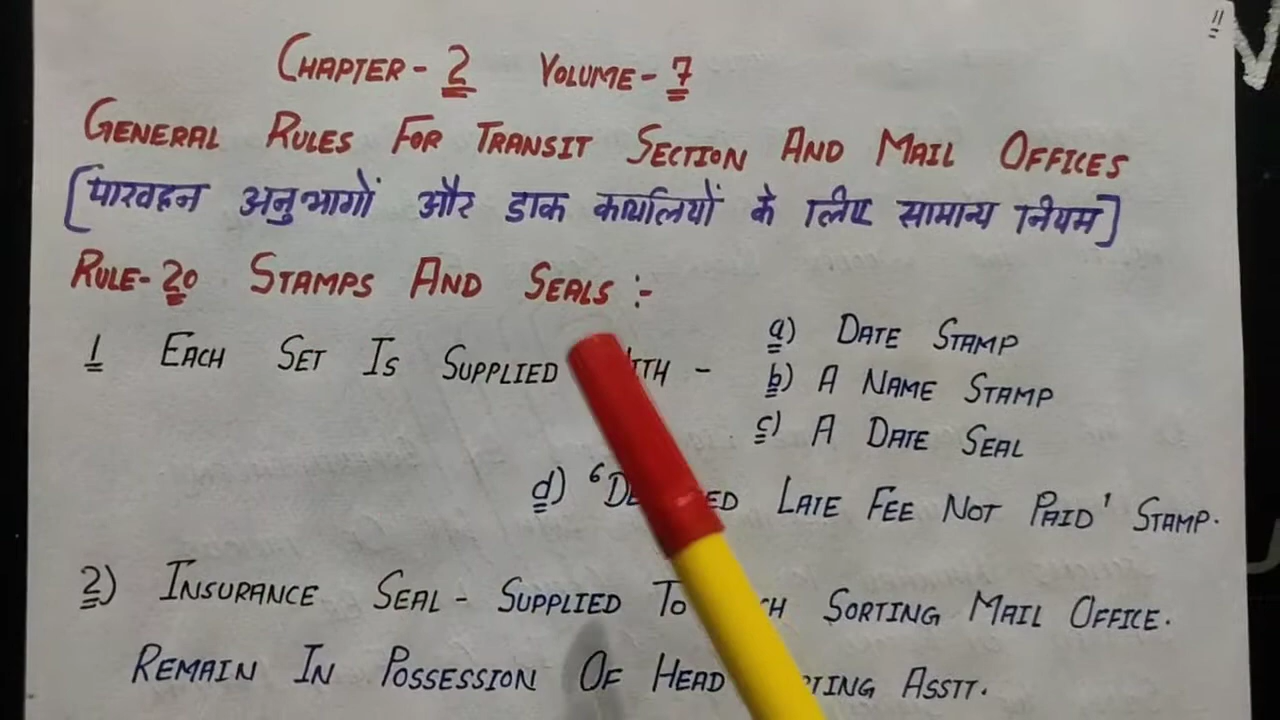 11
CHAPTER - 2 VOLUME - 7
GENERAL RULES FOR TRANSIT SECTION AND MAIL OFFICES
[पारवहन अनुभागों और डाक कार्यालयों के लिए सामान्य नियम]
RULE - 20 STAMPS AND SEALS :-
1 EACH SET IS SUPPLIED -
a) DATE STAMP
b) A NAME STAMP
c) A DATE SEAL
d) LATE FEE NOT PAID' STAMP.
2) INSURANCE SEAL - SUPPLIED TO SORTING MAIL OFFICE.
REMAIN IN POSSESSION OF HEAD ASSTT.